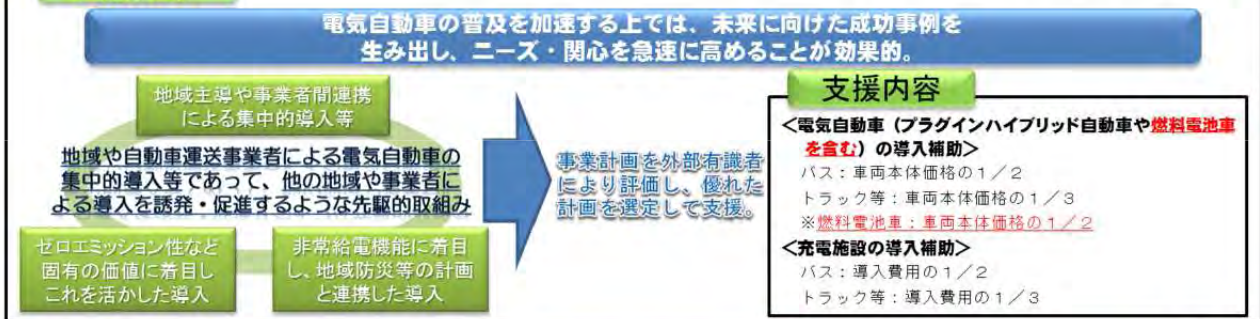 電気自動車の普及を加速する上では、未来に向けた成功事例を
生み出し、ニーズ・関心を急速に高めることが効果的。
地域主導や事業者間連携
による集中的導入等
地域や自動車運送事業者による電気自動車の
集中的導入等であって、他の地域や事業者に
よる導入を誘発・促進するような先駆的取組み
ゼロエミッション性など
固有の価値に着目し
これを活かした導入
非常給電機能に着目
し、地域防災等の計画
と連携した導入
事業計画を外部有識者
により評価し、優れた
計画を選定して支援。
支援内容
<電気自動車（プラグインハイブリッド自動車や燃料電池車
を含む）の導入補助>
バス：車両本体価格の１／２
トラック等：車両本体価格の１／３
※燃料電池車：車両本体価格の１／２
<充電施設の導入補助>
バス：導入費用の１／２
トラック等：導入費用の１／３